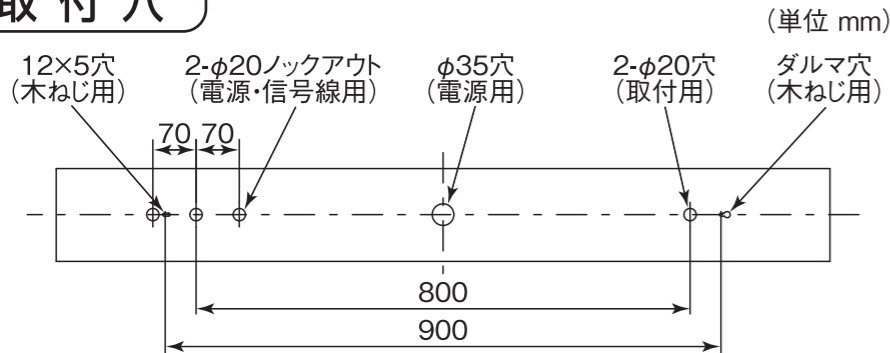 取付穴
(単位 mm)
12×5穴
(木ねじ用)
2-φ20ノックアウト
(電源・信号線用)
φ35穴
(電源用)
2-φ20穴
(取付用)
ダルマ穴
(木ねじ用)
70 70
800
900